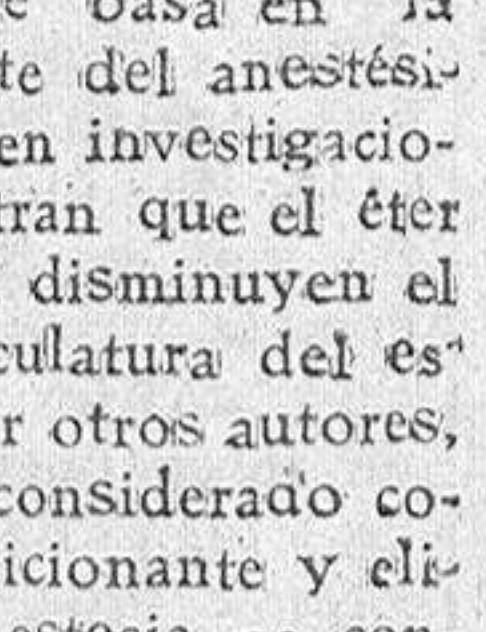 basa en la
te del anestési-
en investigacio-
tran que el éter
disminuyen el
culatura del es-
r otros autores,
considerado co-
icionante y eli-